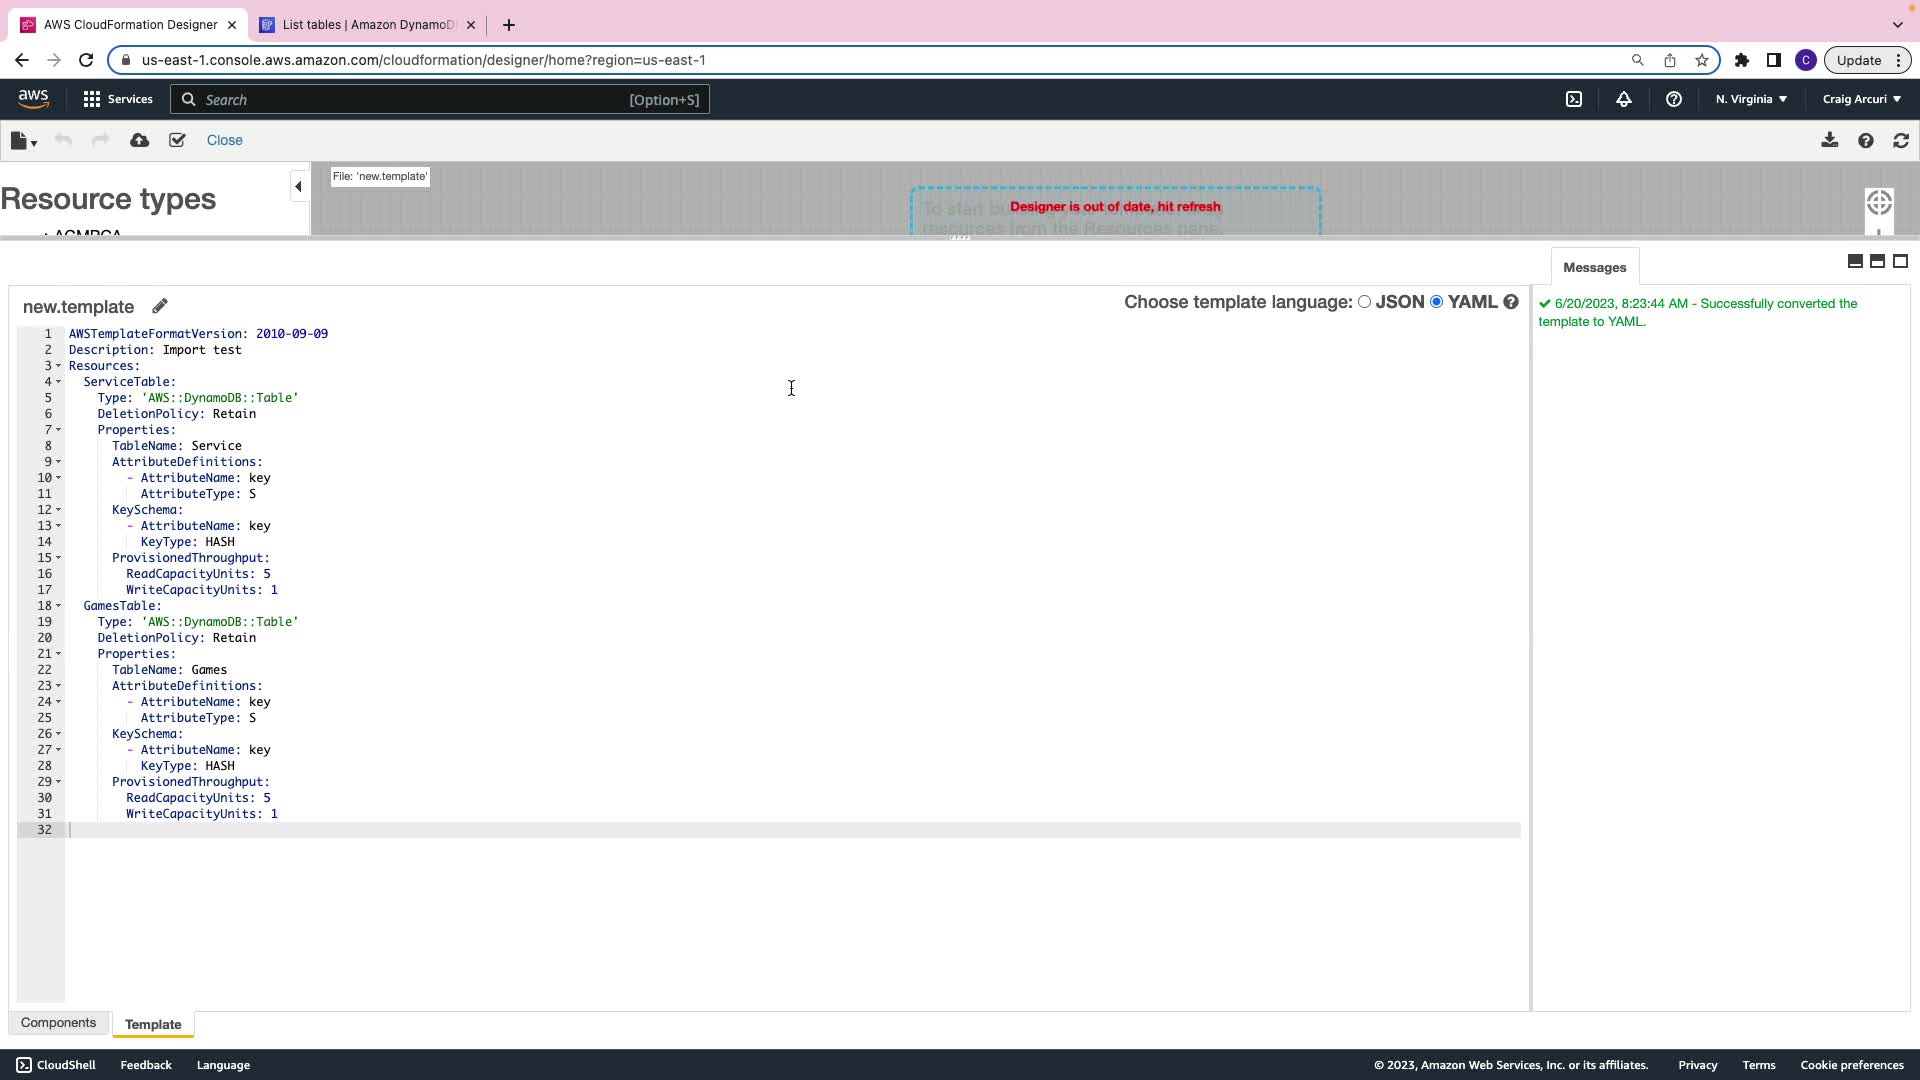 AWS CloudFormation Designer
List tables | Amazon DynamoD
us-east-1.console.aws.amazon.com/cloudformation/designer/home?region=us-east-1
C
Update
aws
Services
Search
[Option+S]
N. Virginia
Craig Arcuri
Close
Resource types
ACMPCA
File: 'new.template'
To start bu
Designer is out of date, hit refresh
resources from the Resources pane.
Messages
new.template
Choose template language: JSON YAML
6/20/2023, 8:23:44 AM - Successfully converted the
template to YAML.
1 AWSTemplateFormatVersion: 2010-09-09
2 Description: Import test
3 Resources:
4 ServiceTable:
5 Type: 'AWS::DynamoDB::Table'
6 DeletionPolicy: Retain
7 Properties:
8 TableName: Service
9 AttributeDefinitions:
10 - AttributeName: key
11 AttributeType: S
12 KeySchema:
13 - AttributeName: key
14 KeyType: HASH
15 ProvisionedThroughput:
16 ReadCapacityUnits: 5
17 WriteCapacityUnits: 1
18 GamesTable:
19 Type: 'AWS::DynamoDB::Table'
20 DeletionPolicy: Retain
21 Properties:
22 TableName: Games
23 AttributeDefinitions:
24 - AttributeName: key
25 AttributeType: S
26 KeySchema:
27 - AttributeName: key
28 KeyType: HASH
29 ProvisionedThroughput:
30 ReadCapacityUnits: 5
31 WriteCapacityUnits: 1
32
Components
Template
CloudShell
Feedback
Language
© 2023, Amazon Web Services, Inc. or its affiliates.
Privacy
Terms
Cookie preferences